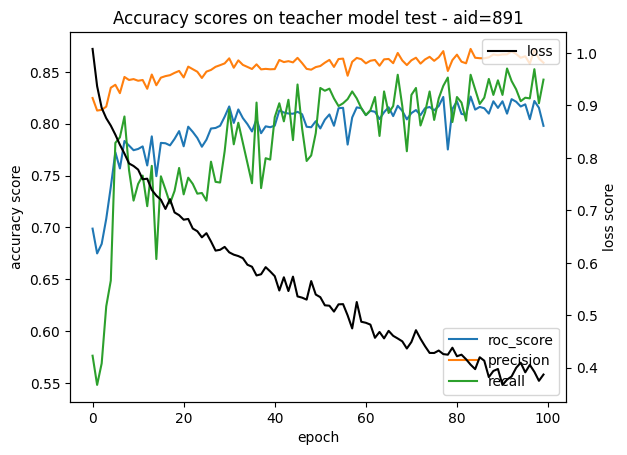 Accuracy scores on teacher model test - aid=891
loss
accuracy score
loss score
0.85
0.80
0.75
0.70
0.65
0.60
0.55
1.0
0.9
0.8
0.7
0.6
0.5
0.4
roc_score
precision
recall
0
20
40
60
80
100
epoch